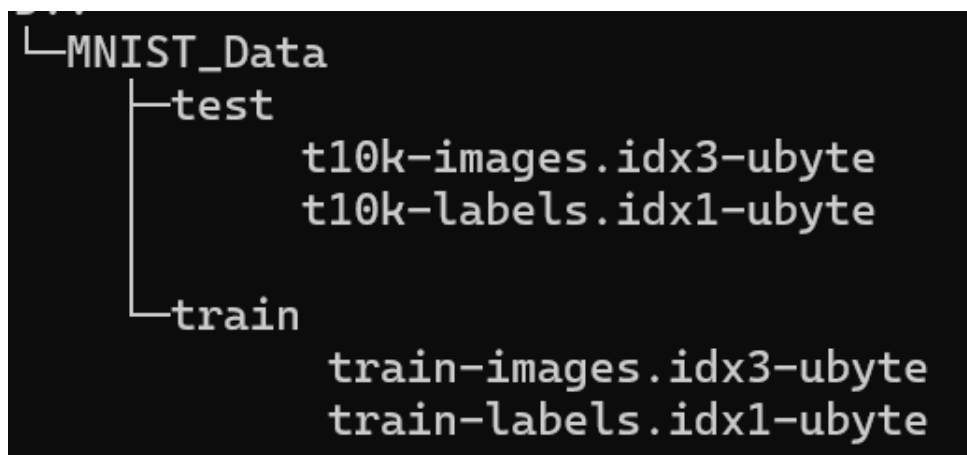 └─MNIST_Data
├─test
t10k-images.idx3-ubyte
t10k-labels.idx1-ubyte
└─train
train-images.idx3-ubyte
train-labels.idx1-ubyte